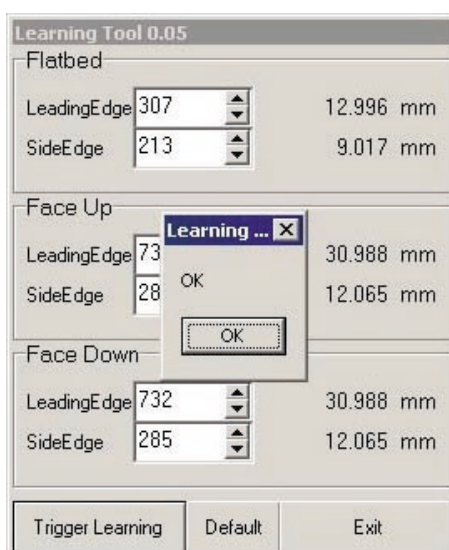 Learning Tool 0.05
Flatbed
LeadingEdge 307 12.996 mm
SideEdge 213 9.017 mm
Face Up
Learning ...
LeadingEdge 73 30.988 mm
OK
SideEdge 28 12.065 mm
OK
Face Down
LeadingEdge 732 30.988 mm
SideEdge 285 12.065 mm
Trigger Learning Default Exit